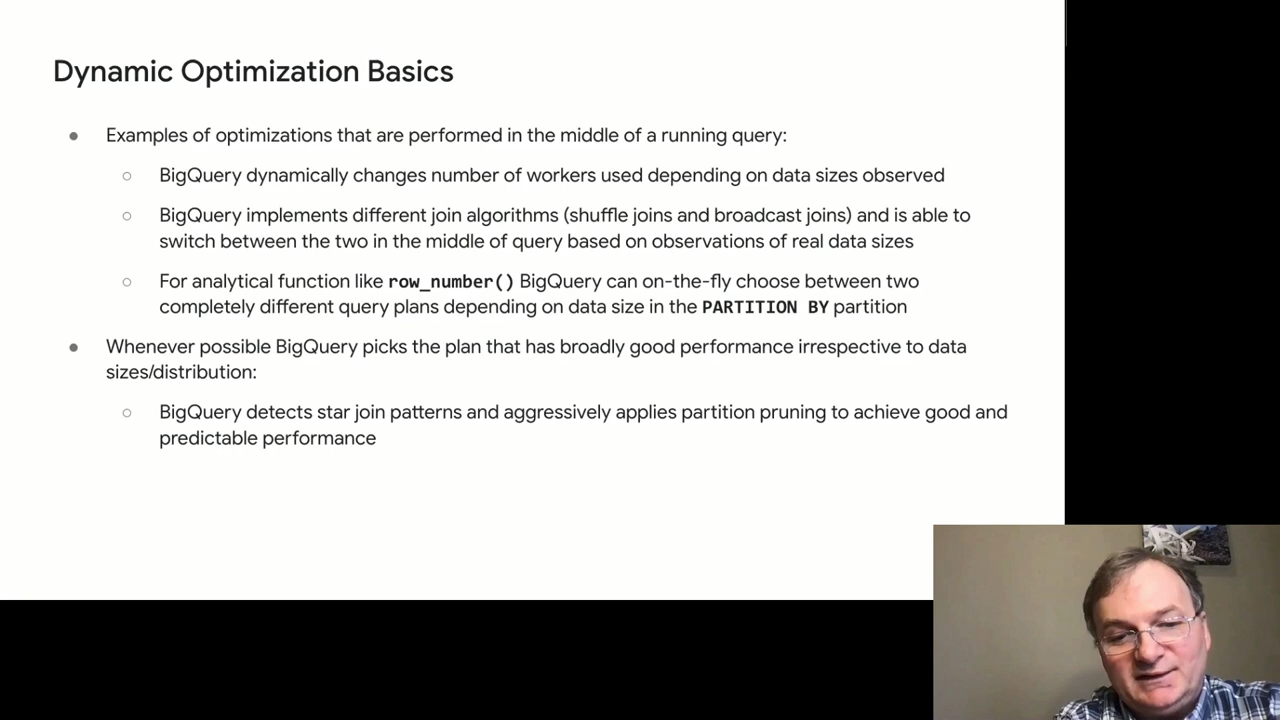 Dynamic Optimization Basics
● Examples of optimizations that are performed in the middle of a running query:
○ BigQuery dynamically changes number of workers used depending on data sizes observed
○ BigQuery implements different join algorithms (shuffle joins and broadcast joins) and is able to
switch between the two in the middle of query based on observations of real data sizes
○ For analytical function like row_number() BigQuery can on-the-fly choose between two
completely different query plans depending on data size in the PARTITION BY partition
● Whenever possible BigQuery picks the plan that has broadly good performance irrespective to data
sizes/distribution:
○ BigQuery detects star join patterns and aggressively applies partition pruning to achieve good and
predictable performance